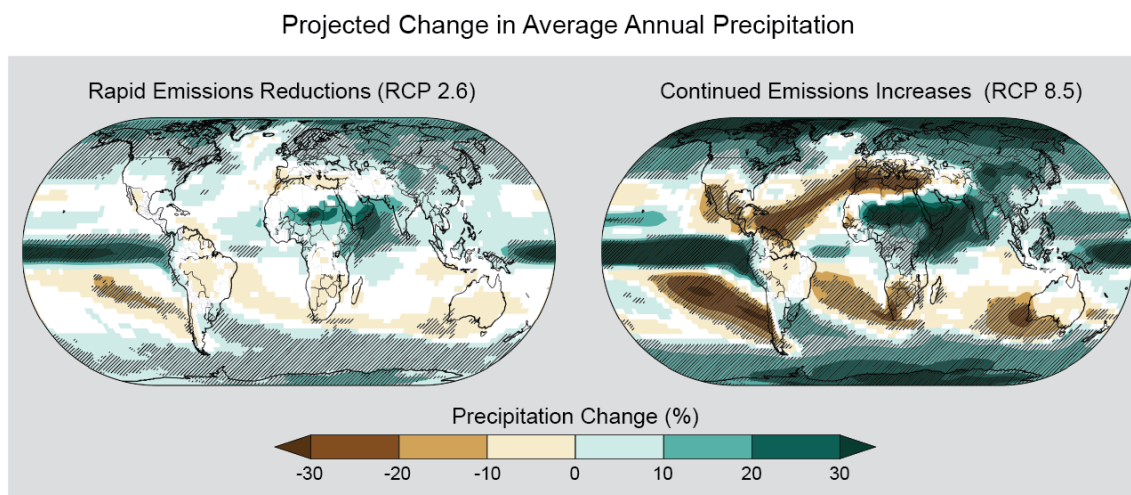 Projected Change in Average Annual Precipitation
Rapid Emissions Reductions (RCP 2.6)
Continued Emissions Increases (RCP 8.5)
Precipitation Change (%)
-30 -20 -10 0 10 20 30